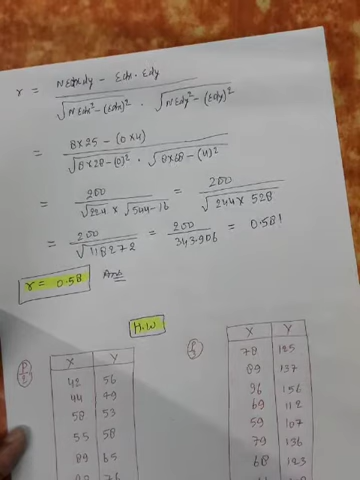 r = NΣdxdy - Σdx. Σdy
√NΣdx²-(Σdx)² . √NΣdy²-(Σdy)²
= 8×25 - (0×4)
√8×28-(0)² . √8×68-(4)²
= 200 = 200
√224 × √544-16 √224 × 528
= 200 = 200 = 0.581
√118272 343.906
r = 0.58 Ans
H.W
X Y
42 56
44 49
58 53
55 58
89 65
76
X Y
78 125
89 137
96 156
69 112
59 107
79 136
68 123